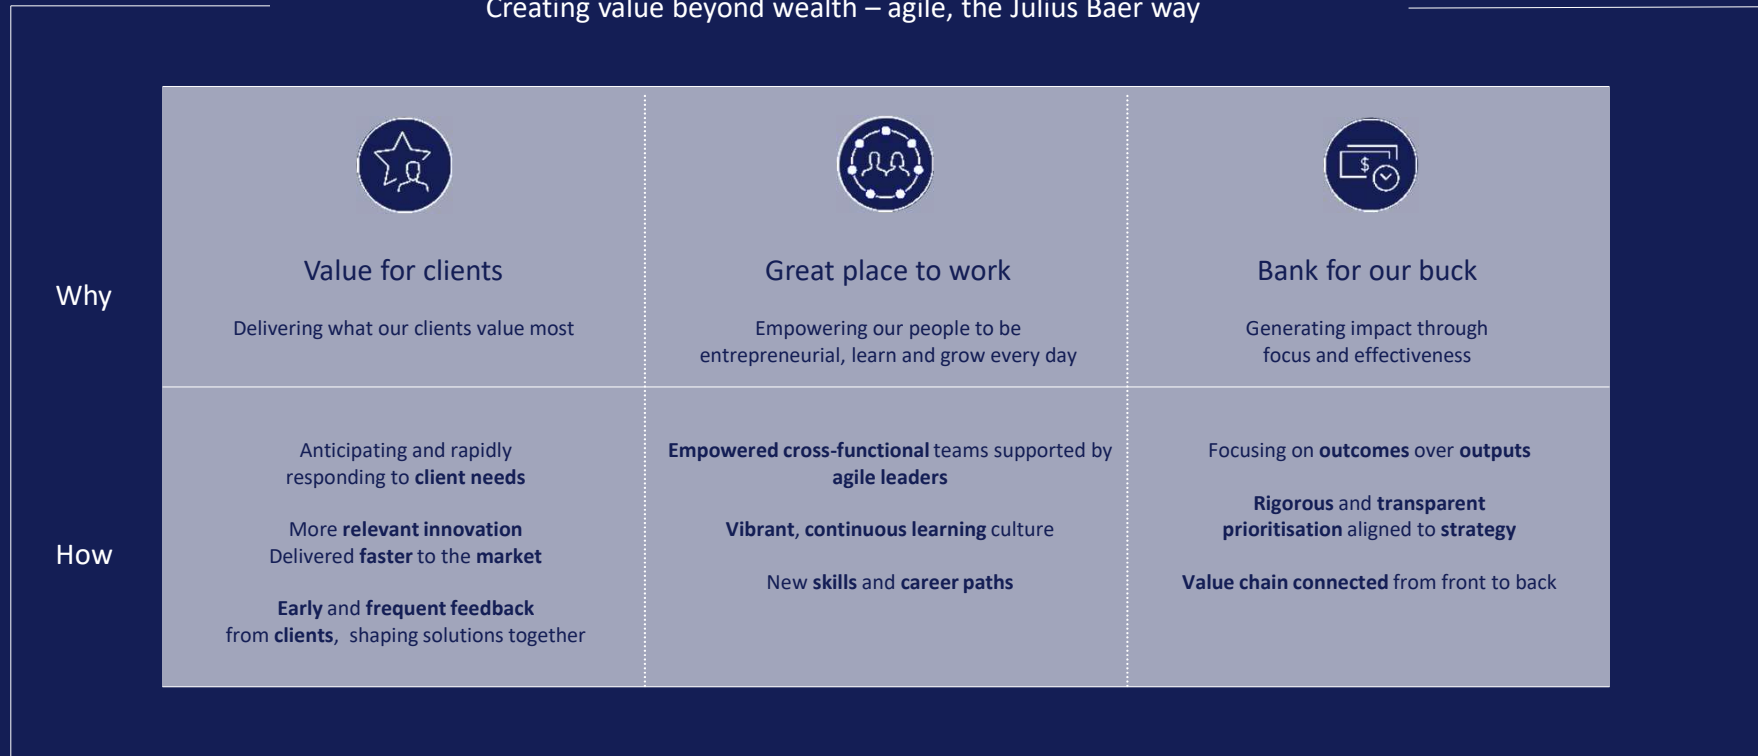 Creating value beyond wealth – agile, the Julius Baer way
Why
Value for clients
Delivering what our clients value most
Great place to work
Empowering our people to be
entrepreneurial, learn and grow every day
Bank for our buck
Generating impact through
focus and effectiveness
How
Anticipating and rapidly
responding to client needs
More relevant innovation
Delivered faster to the market
Early and frequent feedback
from clients,  shaping solutions together
Empowered cross-functional teams supported by
agile leaders
Vibrant, continuous learning culture
New skills and career paths
Focusing on outcomes over outputs
Rigorous and transparent
prioritisation aligned to strategy
Value chain connected from front to back
$